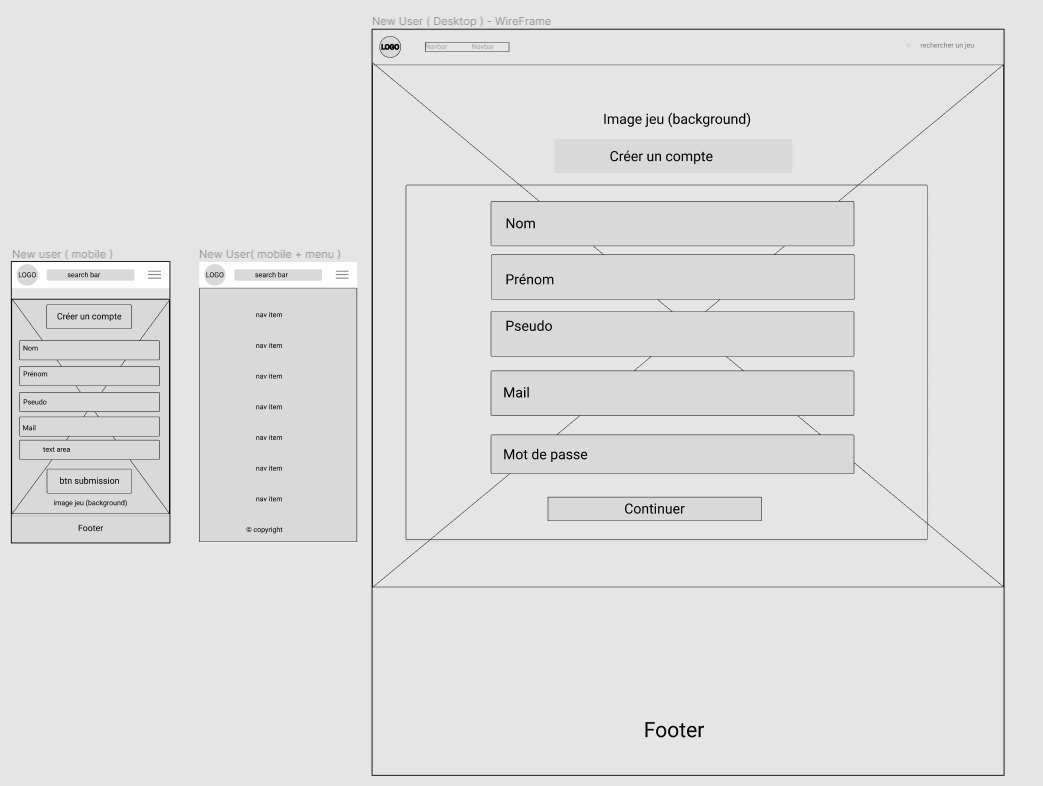 New User ( Desktop ) - WireFrame
LOGO
Navbar Navbar
rechercher un jeu
Image jeu (background)
Créer un compte
Nom
Prénom
Pseudo
Mail
Mot de passe
Continuer
Footer
New user ( mobile )
LOGO search bar
Créer un compte
Nom
Prénom
Pseudo
Mail
text area
btn submission
image jeu (background)
Footer
New User( mobile + menu )
LOGO search bar
nav item
nav item
nav item
nav item
nav item
nav item
nav item
© copyright